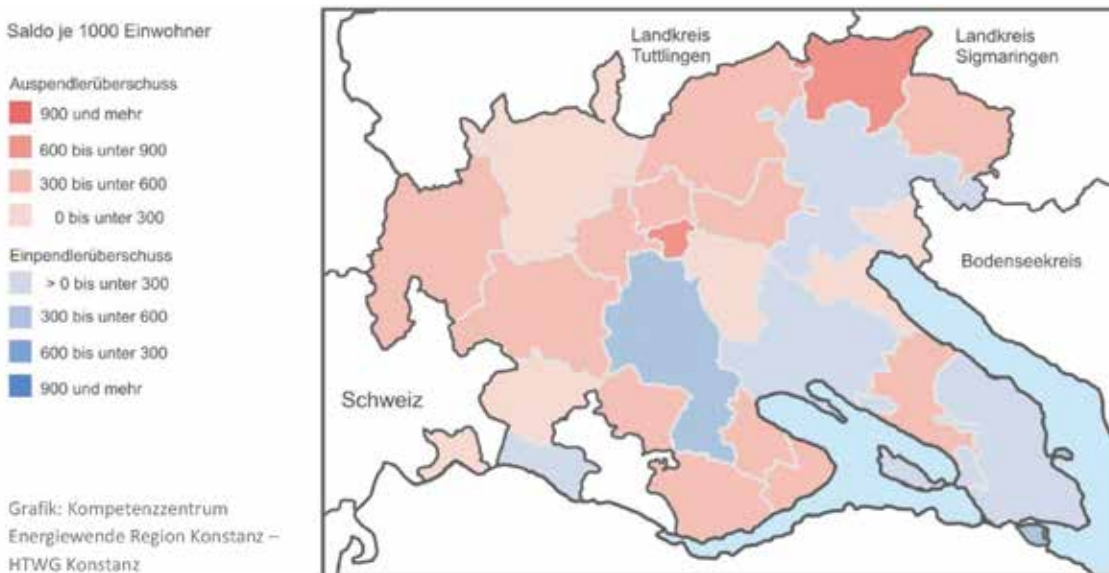 Saldo je 1000 Einwohner
Auspendlerüberschuss
900 und mehr
600 bis unter 900
300 bis unter 600
0 bis unter 300
Einpendlerüberschuss
> 0 bis unter 300
300 bis unter 600
600 bis unter 300
900 und mehr
Grafik: Kompetenzzentrum
Energiewende Region Konstanz –
HTWG Konstanz
Landkreis
Tuttlingen
Landkreis
Sigmaringen
Bodenseekreis
Schweiz